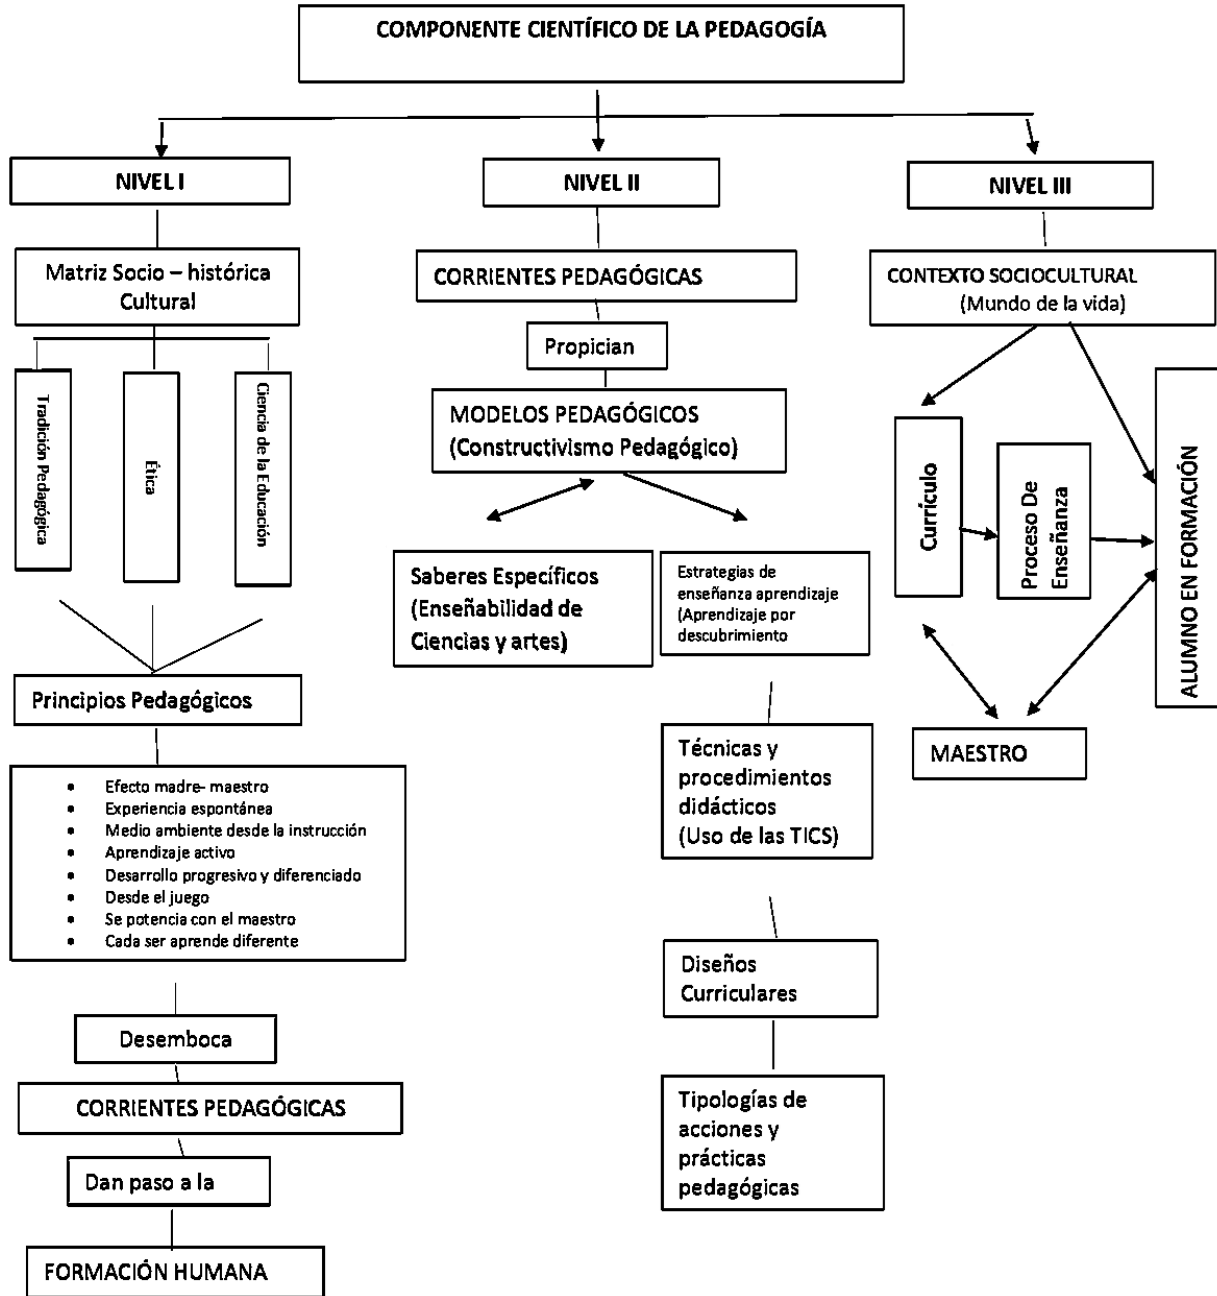 COMPONENTE CIENTÍFICO DE LA PEDAGOGÍA
NIVEL I
Matriz Socio – histórica
Cultural
Tradición Pedagógica
Ética
Ciencia de la Educación
Principios Pedagógicos
• Efecto madre- maestro
• Experiencia espontánea
• Medio ambiente desde la instrucción
• Aprendizaje activo
• Desarrollo progresivo y diferenciado
• Desde el juego
• Se potencia con el maestro
• Cada ser aprende diferente
Desemboca
CORRIENTES PEDAGÓGICAS
Dan paso a la
FORMACIÓN HUMANA
NIVEL II
CORRIENTES PEDAGÓGICAS
Propician
MODELOS PEDAGÓGICOS
(Constructivismo Pedagógico)
Saberes Específicos
(Enseñabilidad de
Ciencias y artes)
Estrategias de
enseñanza aprendizaje
(Aprendizaje por
descubrimiento
Técnicas y
procedimientos
didácticos
(Uso de las TICS)
Diseños
Curriculares
Tipologías de
acciones y
prácticas
pedagógicas
NIVEL III
CONTEXTO SOCIOCULTURAL
(Mundo de la vida)
Currículo
Proceso De
Enseñanza
ALUMNO EN FORMACIÓN
MAESTRO